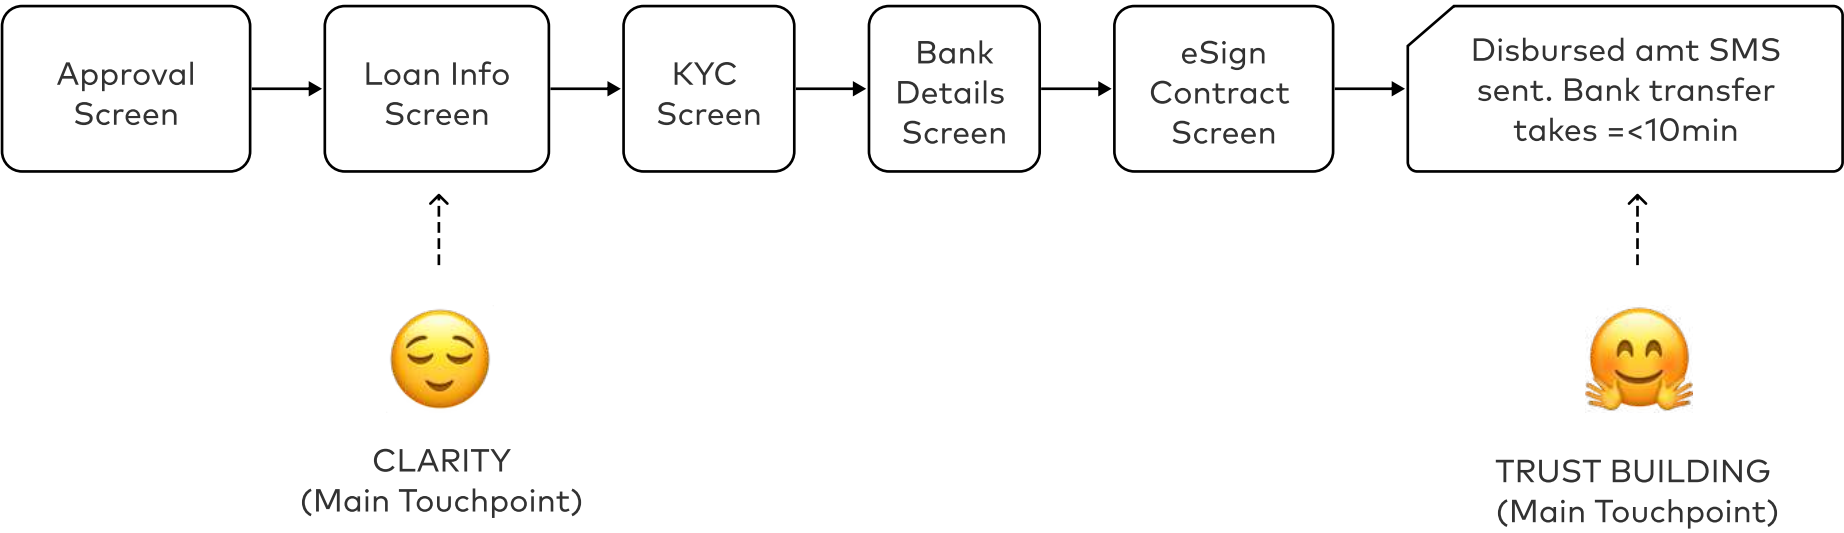 Approval
Screen
Loan Info
Screen
KYC
Screen
Bank
Details
Screen
eSign
Contract
Screen
Disbursed amt SMS
sent. Bank transfer
takes =<10min
CLARITY
(Main Touchpoint)
TRUST BUILDING
(Main Touchpoint)